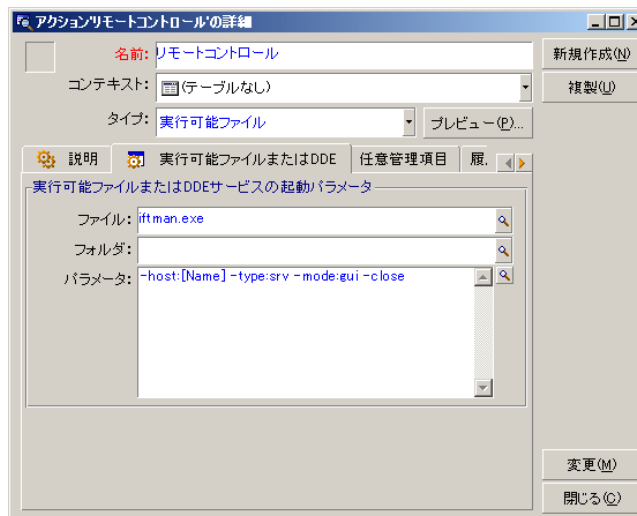 アクション'リモートコントロール'の詳細
名前: リモートコントロール
新規作成(N)
コンテキスト: (テーブルなし)
複製(U)
タイプ: 実行可能ファイル
プレビュー(P)...
説明 実行可能ファイルまたはDDE 任意管理項目 履.
実行可能ファイルまたはDDEサービスの起動パラメータ
ファイル: iftman.exe
フォルダ:
パラメータ: -host:[Name] -type:srv -mode:gui -close
変更(M)
閉じる(C)